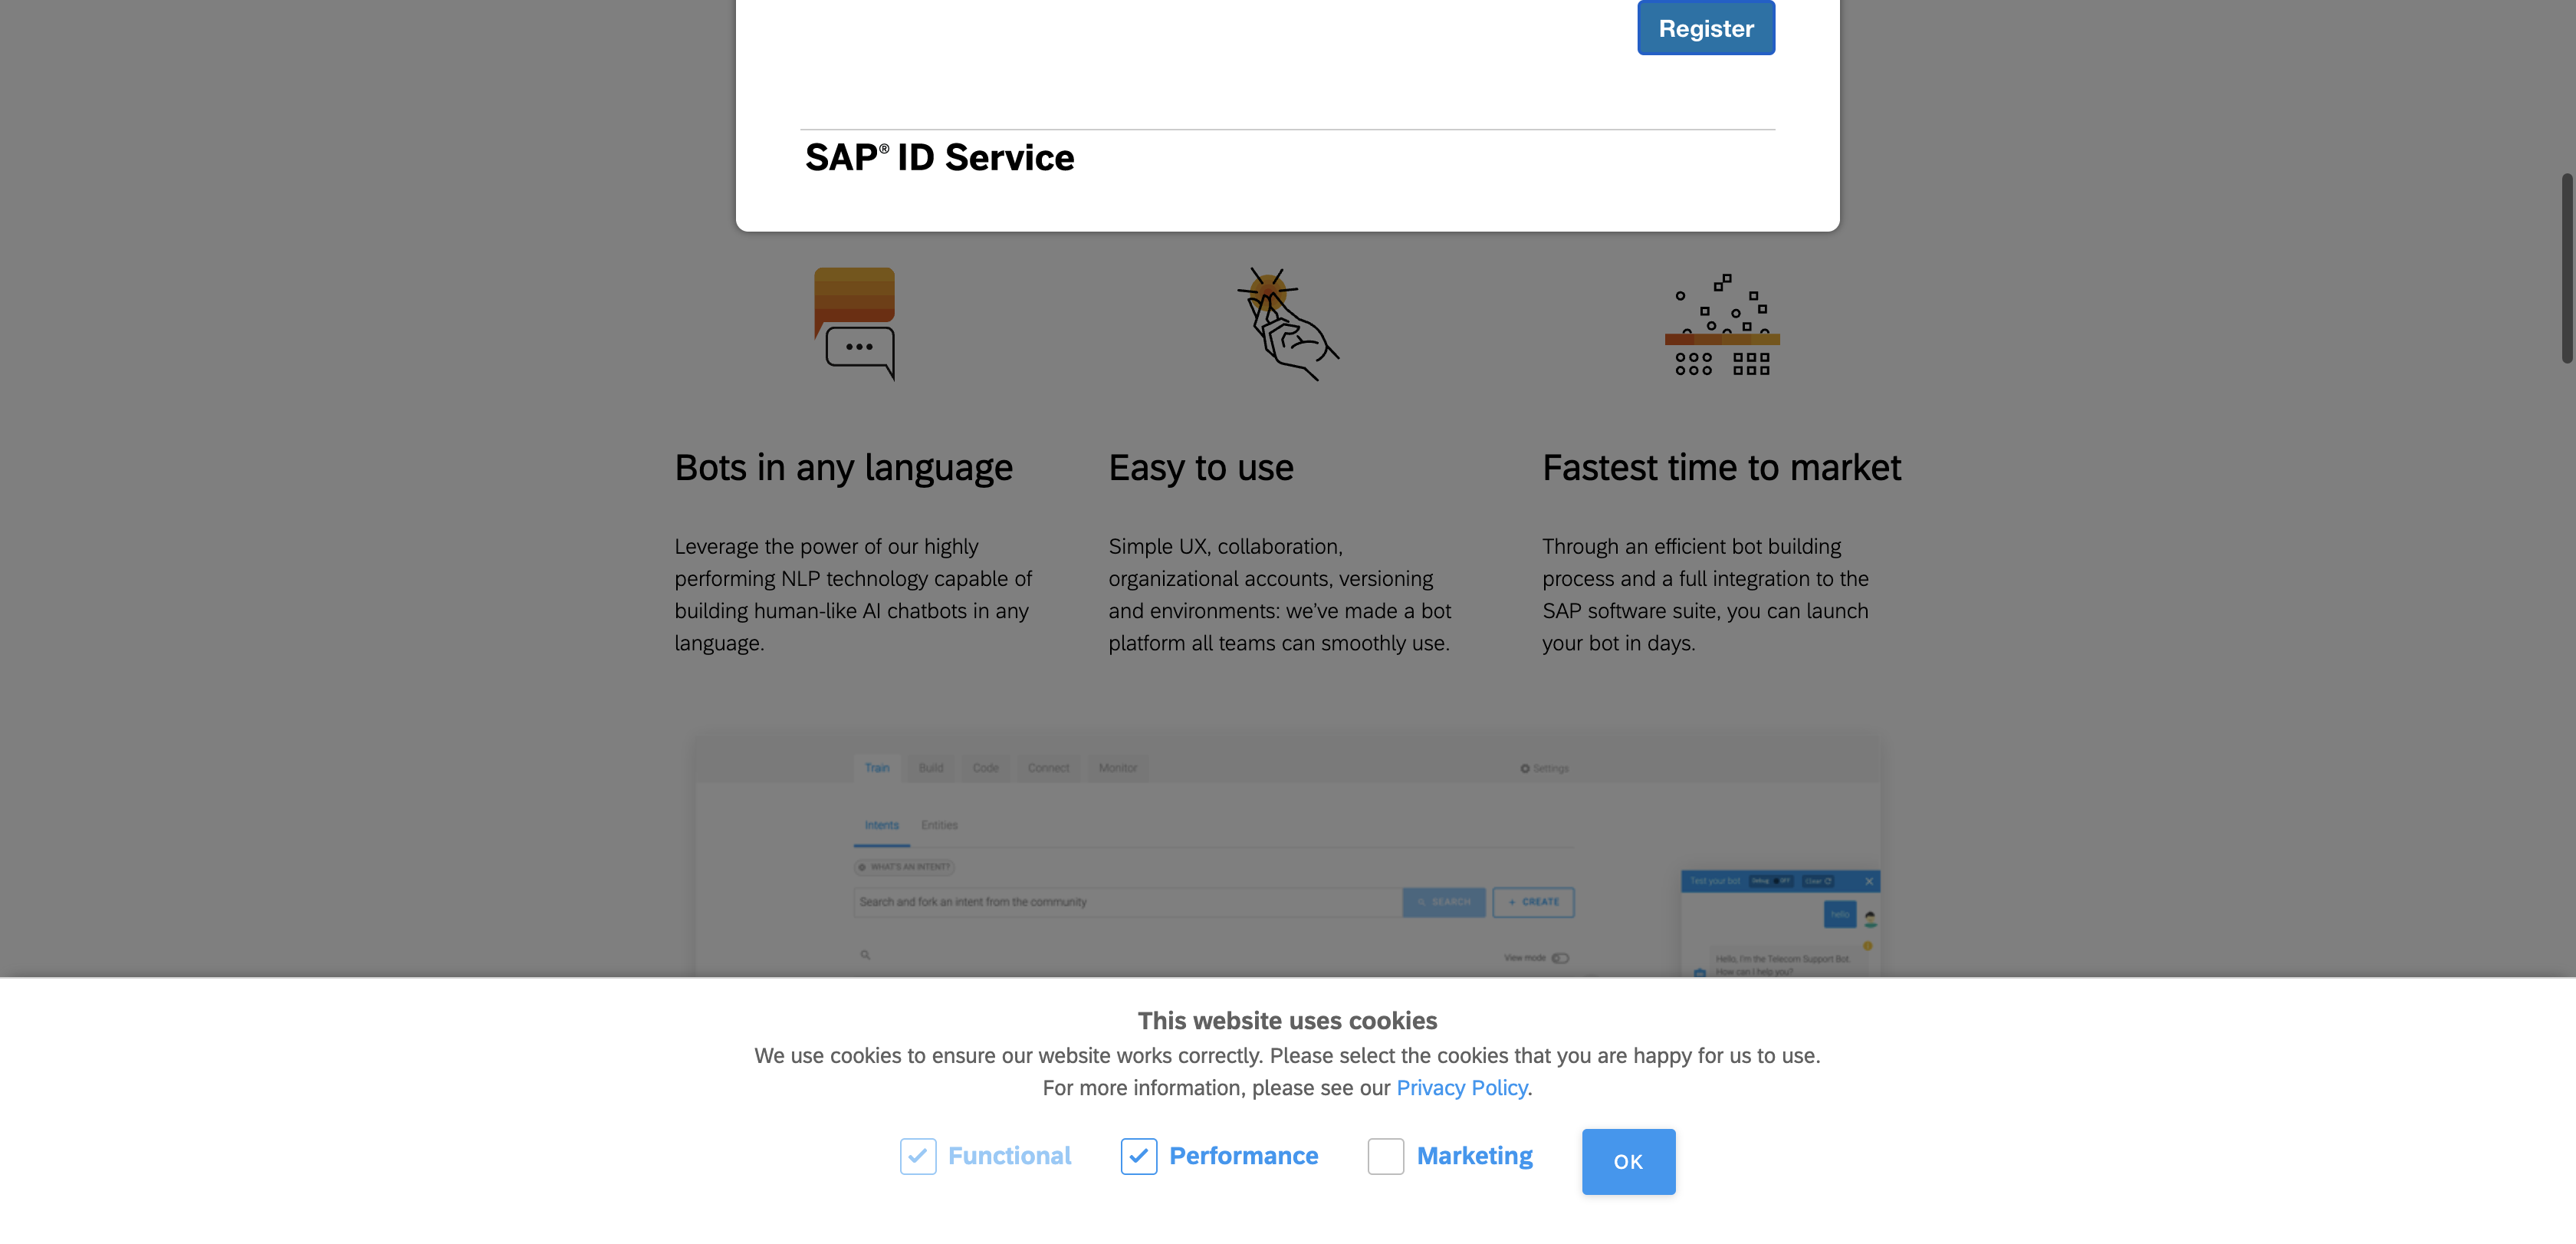 Register
SAP® ID Service
Bots in any language
Leverage the power of our highly
performing NLP technology capable of
building human-like AI chatbots in any
language.
Easy to use
Simple UX, collaboration,
organizational accounts, versioning
and environments: we've made a bot
platform all teams can smoothly use.
Fastest time to market
Through an efficient bot building
process and a full integration to the
SAP software suite, you can launch
your bot in days.
Train Build Code Connect Monitor Settings
Intents Entities
WHAT'S AN INTENT?
Search and fork an intent from the community SEARCH + CREATE
View mode
Test your bot Debug OFF Clear
hello
Hello, I'm the Telecom Support Bot.
How can I help you?
This website uses cookies
We use cookies to ensure our website works correctly. Please select the cookies that you are happy for us to use.
For more information, please see our Privacy Policy.
Functional Performance Marketing OK